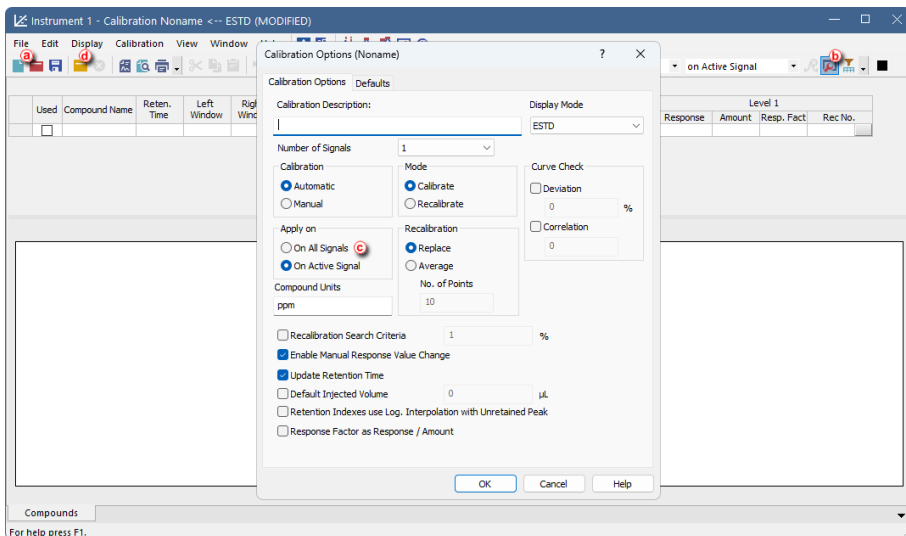 Instrument 1 - Calibration Noname <-- ESTD (MODIFIED)
File Edit Display Calibration View Window
a
d
b
on Active Signal
Calibration Options (Noname)
? 
Calibration Options Defaults
Calibration Description:
Display Mode
ESTD
Number of Signals 1
Calibration
Automatic
Manual
Mode
Calibrate
Recalibrate
Curve Check
Deviation
0 %
Correlation
0
Apply on
On All Signals c
On Active Signal
Recalibration
Replace
Average
No. of Points
10
Compound Units
ppm
Recalibration Search Criteria 1 %
Enable Manual Response Value Change
Update Retention Time
Default Injected Volume 0 µL
Retention Indexes use Log. Interpolation with Unretained Peak
Response Factor as Response / Amount
OK Cancel Help
Used Compound Name Reten. Time Left Window
Level 1
Response Amount Resp. Fact Rec No.
Compounds
For help press F1.